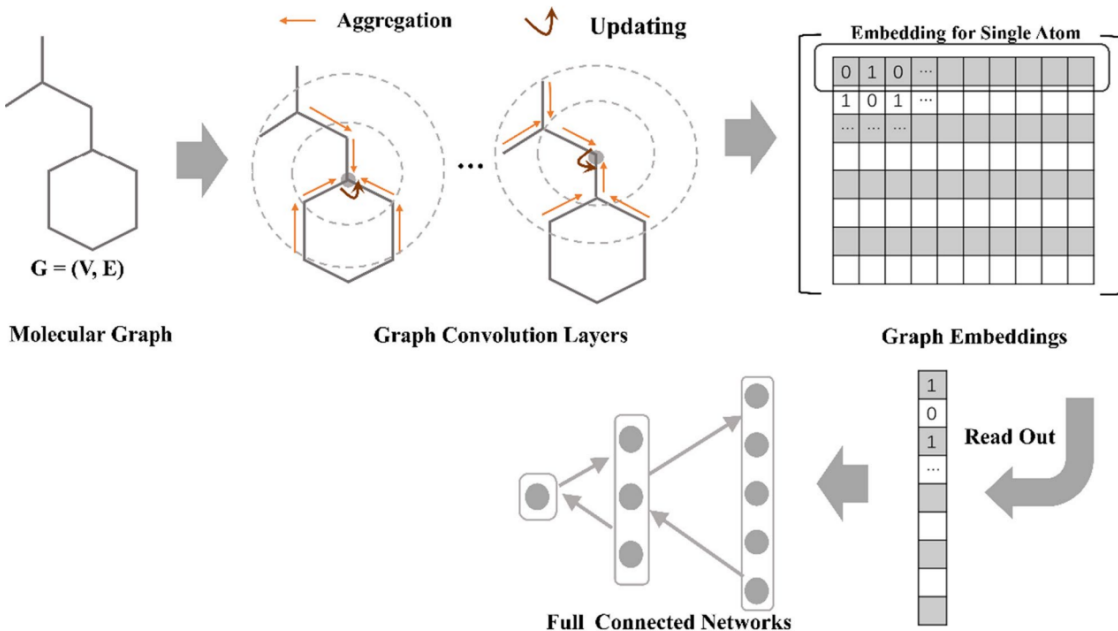 Aggregation
Updating
Embedding for Single Atom
0 1 0 ...
1 0 1 ...
... ... ...
...
G = (V, E)
Molecular Graph
Graph Convolution Layers
Graph Embeddings
1
0
1
...
Read Out
Full Connected Networks